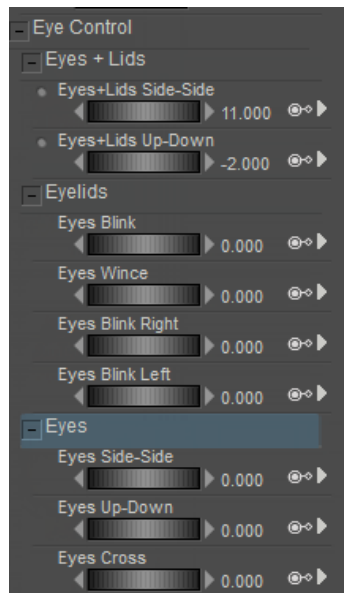 Eye Control
Eyes + Lids
Eyes+Lids Side-Side
11.000
Eyes+Lids Up-Down
-2.000
Eyelids
Eyes Blink
0.000
Eyes Wince
0.000
Eyes Blink Right
0.000
Eyes Blink Left
0.000
Eyes
Eyes Side-Side
0.000
Eyes Up-Down
0.000
Eyes Cross
0.000